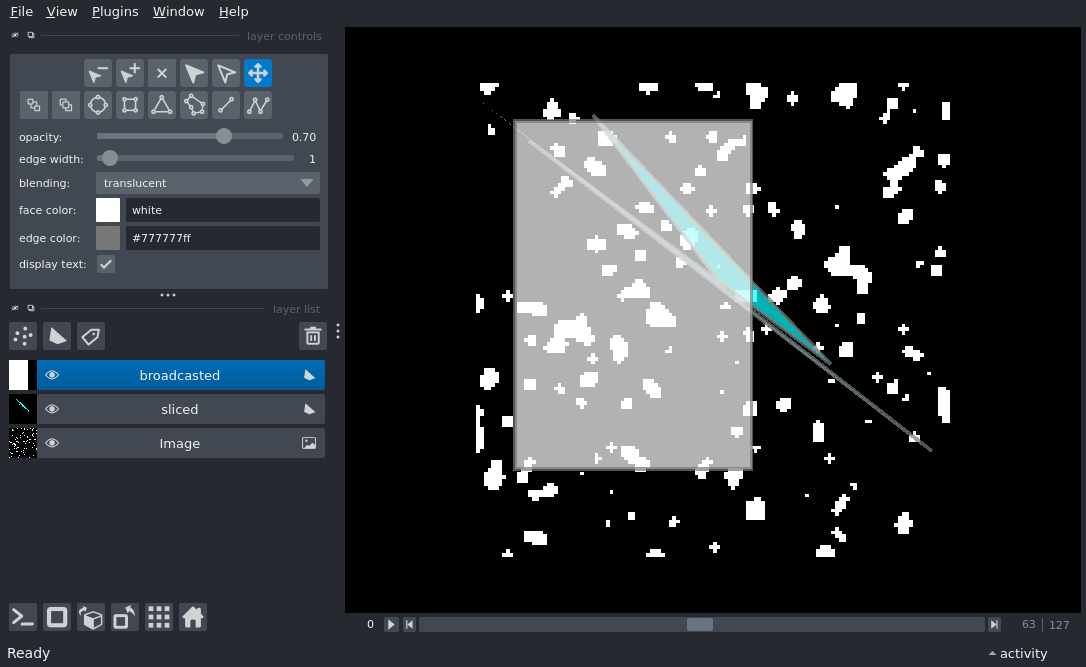 File View Plugins Window Help
layer controls
opacity: 0.70
edge width: 1
blending: translucent
face color: white
edge color: #777777ff
display text:
layer list
broadcasted
sliced
Image
0 63 127
Ready activity